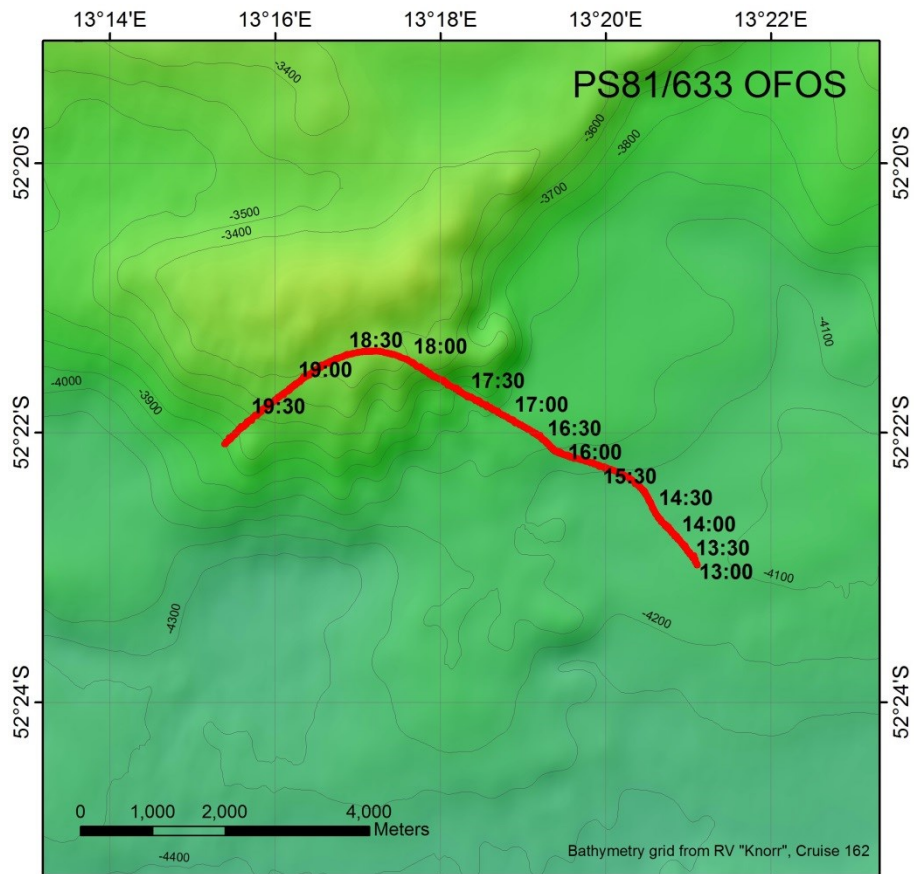 13°14'E
13°16'E
13°18'E
13°20'E
13°22'E
PS81/633 OFOS
-3400
-3600
-3800
52°20'S
52°20'S
-3700
-3500
-3400
-4100
18:30
18:00
19:00
-4000
17:30
-3900
19:30
17:00
16:30
52°22'S
52°22'S
16:00
15:30
14:30
14:00
13:30
13:00
-4100
-4300
-4200
52°24'S
52°24'S
0 1,000 2,000 4,000
Meters
Bathymetry grid from RV "Knorr", Cruise 162
-4400